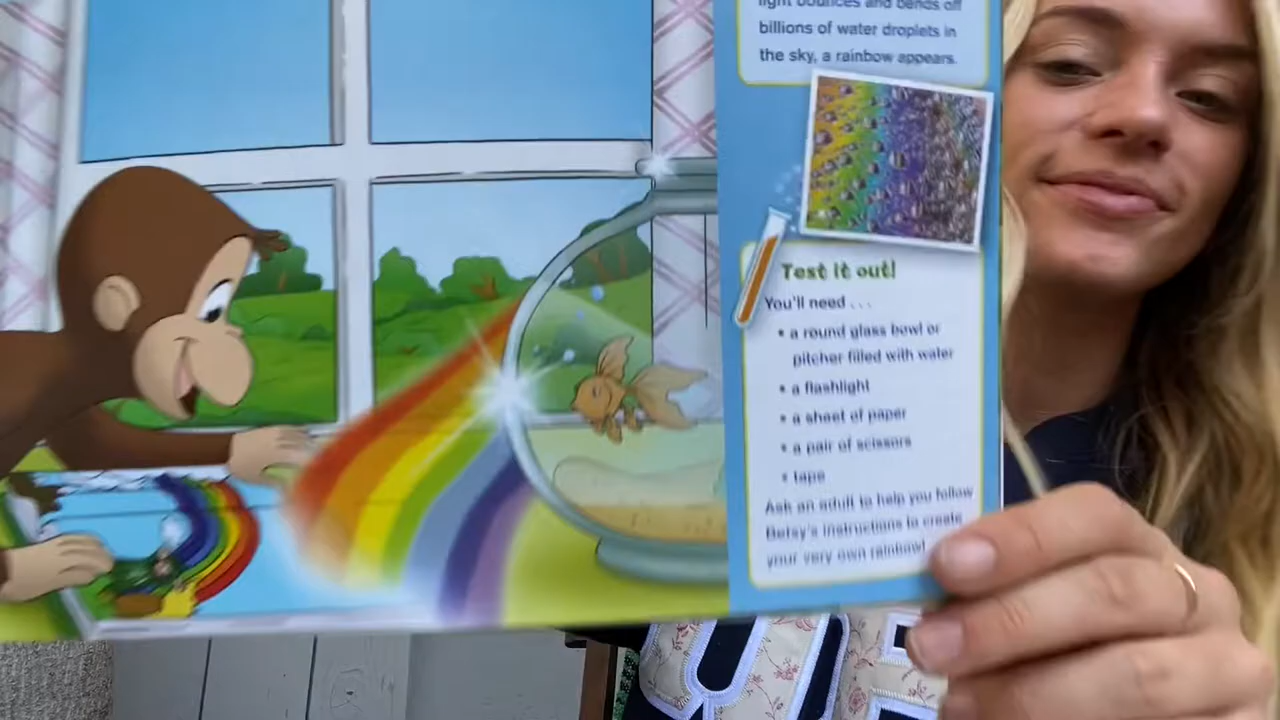 light bounces and bends off
billions of water droplets in
the sky, a rainbow appears.
Test it out!
You'll need . . .
• a round glass bowl or
pitcher filled with water
• a flashlight
• a sheet of paper
• a pair of scissors
• tape
Ask an adult to help you follow
Betsy's instructions to create
your very own rainbow!